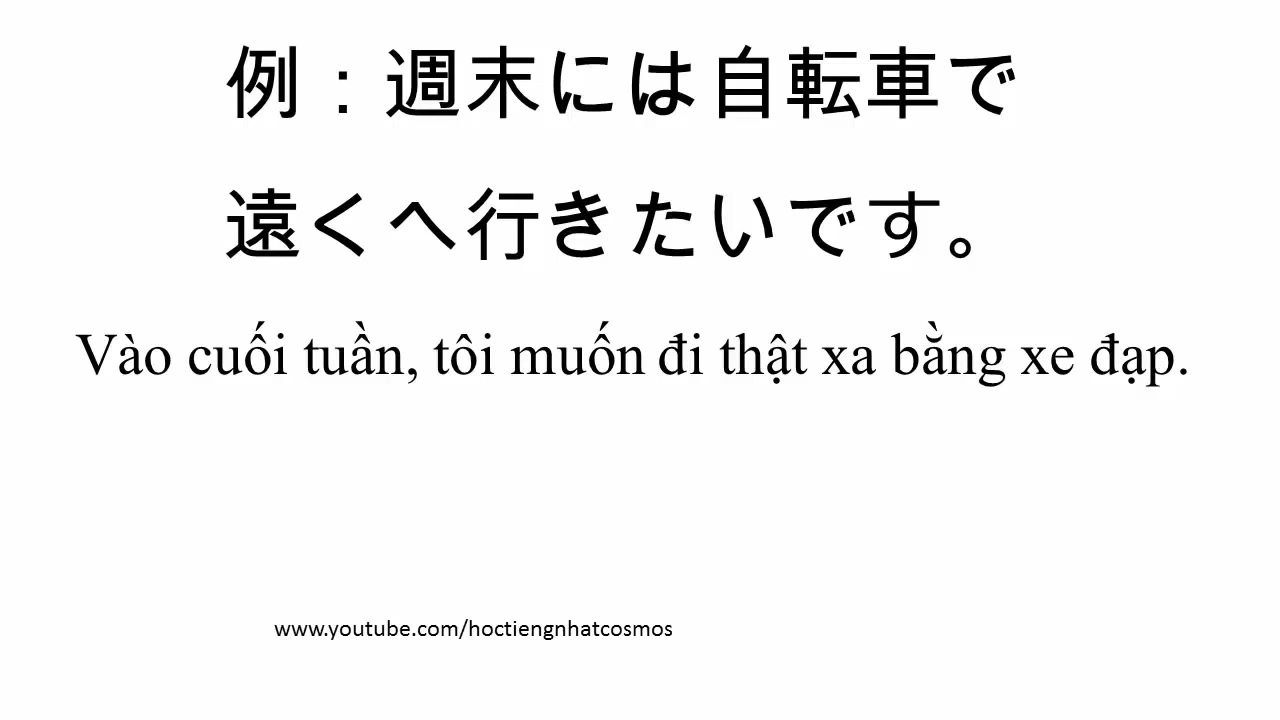 例：週末には自転車で
遠くへ行きたいです。
Vào cuối tuần, tôi muốn đi thật xa bằng xe đạp.
www.youtube.com/hoctiengnhatcosmos